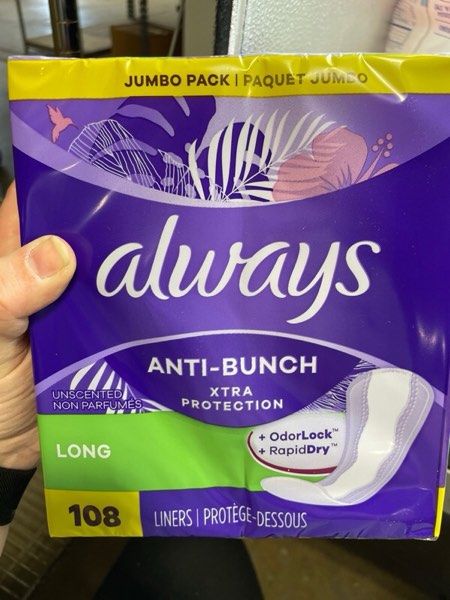 JUMBO PACK | PAQUET JUMBO
always
ANTI-BUNCH
XTRA
PROTECTION
UNSCENTED
NON PARFUMÉS
+ OdorLock™
+ RapidDry™
LONG
108 LINERS | PROTÈGE-DESSOUS